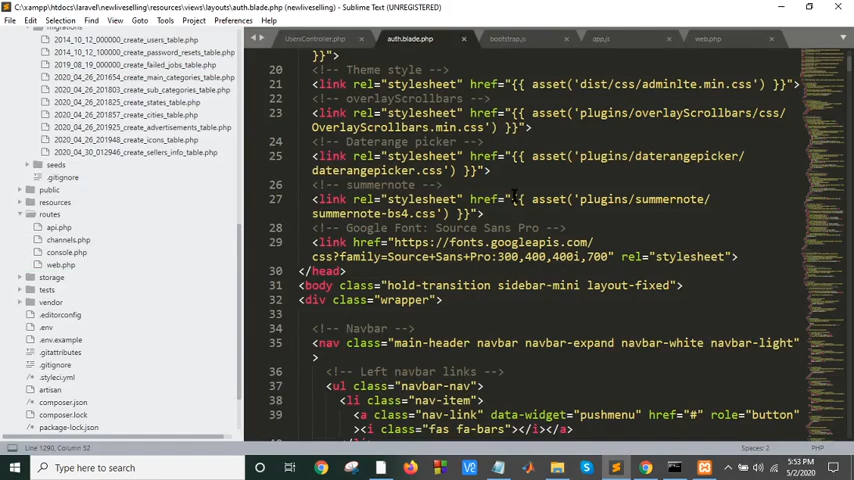 C:\xampp\htdocs\laravel\newliveselling\resources\views\layouts\auth.blade.php (newliveselling) - Sublime Text (UNREGISTERED)
File Edit Selection Find View Goto Tools Project Preferences Help
migrations
2014_10_12_000000_create_users_table.php
2014_10_12_100000_create_password_resets_table.php
2019_08_19_000000_create_failed_jobs_table.php
2020_04_26_201654_create_main_categories_table.php
2020_04_26_201803_create_sub_categories_table.php
2020_04_26_201825_create_states_table.php
2020_04_26_201857_create_cities_table.php
2020_04_26_201925_create_advertisements_table.php
2020_04_26_202248_create_icons_table.php
2020_04_30_012946_create_sellers_info_table.php
seeds
.gitignore
public
resources
routes
api.php
channels.php
console.php
web.php
storage
tests
vendor
.editorconfig
.env
.env.example
.gitattributes
.gitignore
.styleci.yml
artisan
composer.json
composer.lock
package-lock.json
UsersController.php × auth.blade.php × bootstrap.js × app.js × web.php ×
}}">
20 <!-- Theme style -->
21 <link rel="stylesheet" href="{{ asset('dist/css/adminlte.min.css') }}">
22 <!-- overlayScrollbars -->
23 <link rel="stylesheet" href="{{ asset('plugins/overlayScrollbars/css/
OverlayScrollbars.min.css') }}">
24 <!-- Daterange picker -->
25 <link rel="stylesheet" href="{{ asset('plugins/daterangepicker/
daterangepicker.css') }}">
26 <!-- summernote -->
27 <link rel="stylesheet" href="{{ asset('plugins/summernote/
summernote-bs4.css') }}">
28 <!-- Google Font: Source Sans Pro -->
29 <link href="https://fonts.googleapis.com/
css?family=Source+Sans+Pro:300,400,400i,700" rel="stylesheet">
30 </head>
31 <body class="hold-transition sidebar-mini layout-fixed">
32 <div class="wrapper">
33
34 <!-- Navbar -->
35 <nav class="main-header navbar navbar-expand navbar-white navbar-light"
>
36 <!-- Left navbar links -->
37 <ul class="navbar-nav">
38 <li class="nav-item">
39 <a class="nav-link" data-widget="pushmenu" href="#" role="button"
><i class="fas fa-bars"></i></a>
Line 1290, Column 52
Spaces: 2 PHP
Type here to search
5:53 PM
5/2/2020